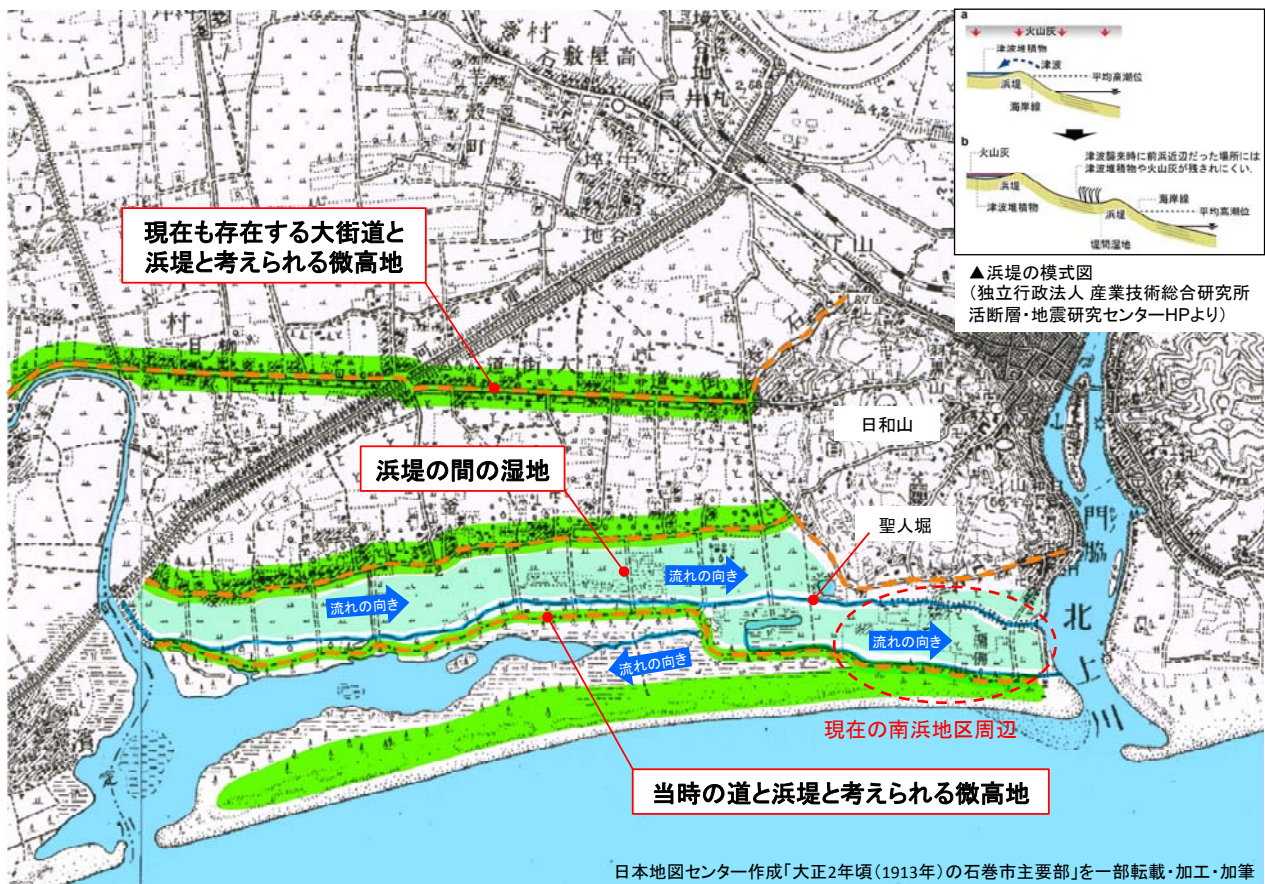 a
火山灰
津波堆積物
津波
平均高潮位
浜堤
海岸線
b
火山灰
津波襲来時に前浜近辺だった場所には
津波堆積物や火山灰が残されにくい.
浜堤
海岸線
平均高潮位
津波堆積物
浜堤
堤間湿地
▲浜堤の模式図
(独立行政法人 産業技術総合研究所
活断層・地震研究センターHPより)
現在も存在する大街道と
浜堤と考えられる微高地
浜堤の間の湿地
日和山
聖人堀
流れの向き
流れの向き
流れの向き
流れの向き
門脇
北上川
現在の南浜地区周辺
当時の道と浜堤と考えられる微高地
日本地図センター作成「大正2年頃(1913年)の石巻市主要部」を一部転載・加工・加筆